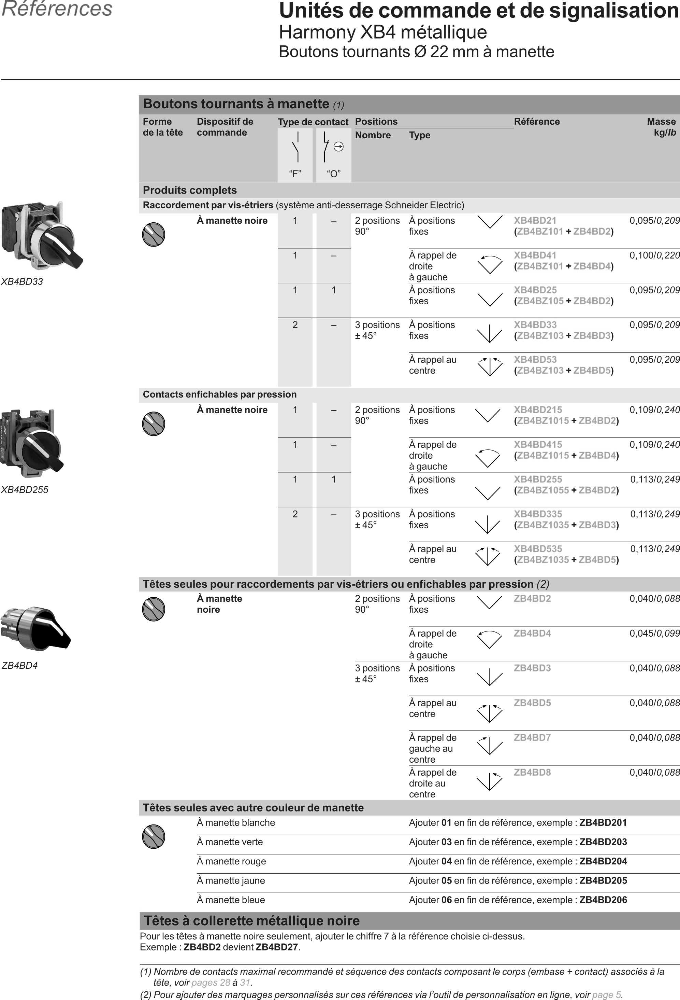 Références
Unités de commande et de signalisation
Harmony XB4 métallique
Boutons tournants Ø 22 mm à manette
Boutons tournants à manette (1)
Forme de la tête
Dispositif de commande
Type de contact
“F”
“O”
Positions
Nombre
Type
Référence
Masse kg/lb
Produits complets
Raccordement par vis-étriers (système anti-desserrage Schneider Electric)
À manette noire 1 – 2 positions À positions XB4BD21 0,095/0,209
90° fixes (ZB4BZ101 + ZB4BD2)
1 – À rappel de XB4BD41 0,100/0,220
droite (ZB4BZ101 + ZB4BD4)
à gauche
XB4BD33
1 1 À positions XB4BD25 0,095/0,209
fixes (ZB4BZ105 + ZB4BD2)
2 – 3 positions À positions XB4BD33 0,095/0,209
± 45° fixes (ZB4BZ103 + ZB4BD3)
À rappel au XB4BD53 0,095/0,209
centre (ZB4BZ103 + ZB4BD5)
Contacts enfichables par pression
À manette noire 1 – 2 positions À positions XB4BD215 0,109/0,240
90° fixes (ZB4BZ1015 + ZB4BD2)
1 – À rappel de XB4BD415 0,109/0,240
droite (ZB4BZ1015 + ZB4BD4)
à gauche
1 1 À positions XB4BD255 0,113/0,249
XB4BD255
fixes (ZB4BZ1055 + ZB4BD2)
2 – 3 positions À positions XB4BD335 0,113/0,249
± 45° fixes (ZB4BZ1035 + ZB4BD3)
À rappel au XB4BD535 0,113/0,249
centre (ZB4BZ1035 + ZB4BD5)
Têtes seules pour raccordements par vis-étriers ou enfichables par pression (2)
À manette 2 positions À positions ZB4BD2 0,040/0,088
noire 90° fixes
À rappel de ZB4BD4 0,045/0,099
droite
à gauche
ZB4BD4
3 positions À positions ZB4BD3 0,040/0,088
± 45° fixes
À rappel au ZB4BD5 0,040/0,088
centre
À rappel de ZB4BD7 0,040/0,088
gauche au
centre
À rappel de ZB4BD8 0,040/0,088
droite au
centre
Têtes seules avec autre couleur de manette
À manette blanche Ajouter 01 en fin de référence, exemple : ZB4BD201
À manette verte Ajouter 03 en fin de référence, exemple : ZB4BD203
À manette rouge Ajouter 04 en fin de référence, exemple : ZB4BD204
À manette jaune Ajouter 05 en fin de référence, exemple : ZB4BD205
À manette bleue Ajouter 06 en fin de référence, exemple : ZB4BD206
Têtes à collerette métallique noire
Pour les têtes à manette noire seulement, ajouter le chiffre 7 à la référence choisie ci-dessus.
Exemple : ZB4BD2 devient ZB4BD27.
(1) Nombre de contacts maximal recommandé et séquence des contacts composant le corps (embase + contact) associés à la
tête, voir pages 28 à 31.
(2) Pour ajouter des marquages personnalisés sur ces références via l’outil de personnalisation en ligne, voir page 5.